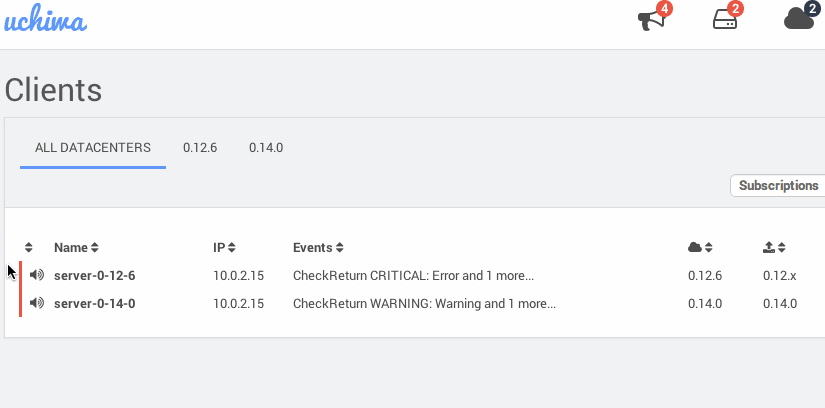 uchiwa 4 2 2
Clients
ALL DATACENTERS 0.12.6 0.14.0
Subscriptions
Name IP Events
server-0-12-6 10.0.2.15 CheckReturn CRITICAL: Error and 1 more... 0.12.6 0.12.x
server-0-14-0 10.0.2.15 CheckReturn WARNING: Warning and 1 more... 0.14.0 0.14.0